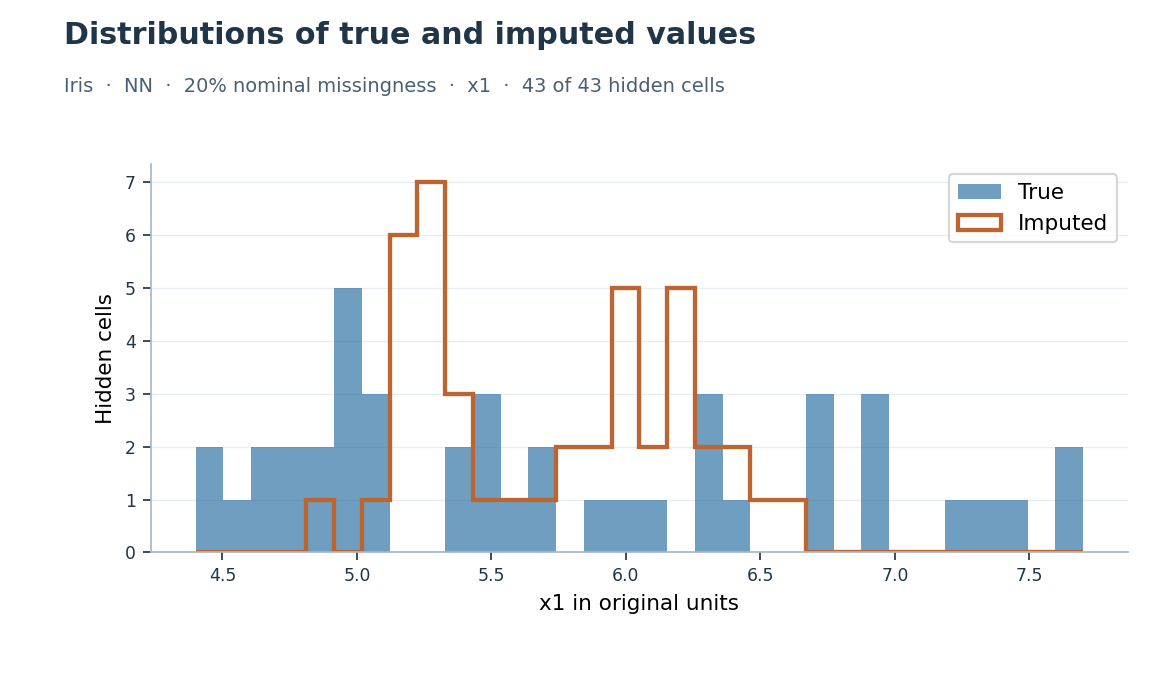 Distributions of true and imputed values
Iris · NN · 20% nominal missingness · x1 · 43 of 43 hidden cells
True
Imputed
Hidden cells
7
6
5
4
3
2
1
0
4.5 5.0 5.5 6.0 6.5 7.0 7.5
x1 in original units